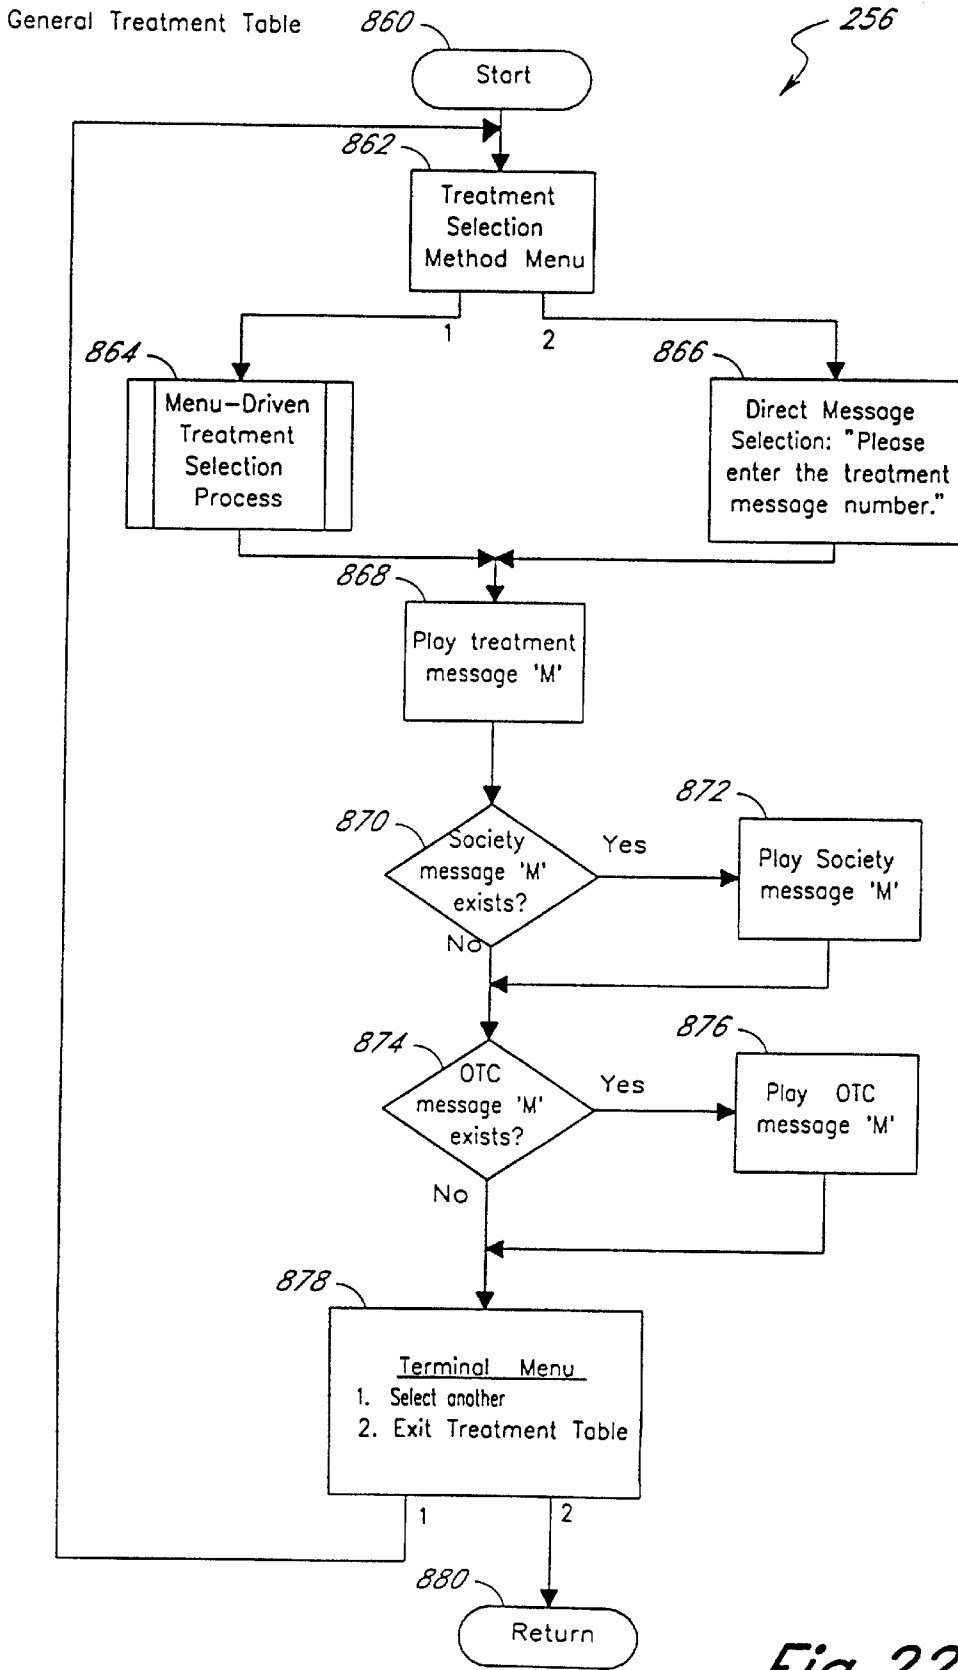 General Treatment Table
860
256
Start
862
Treatment
Selection
Method Menu
1
2
864
866
Menu-Driven
Treatment
Selection
Process
Direct Message
Selection: "Please
enter the treatment
message number."
868
Play treatment
message 'M'
870
Society
message 'M'
exists?
Yes
No
872
Play Society
message 'M'
874
OTC
message 'M'
exists?
Yes
No
876
Play OTC
message 'M'
878
Terminal Menu
1. Select another
2. Exit Treatment Table
1
2
880
Return
Fig. 22